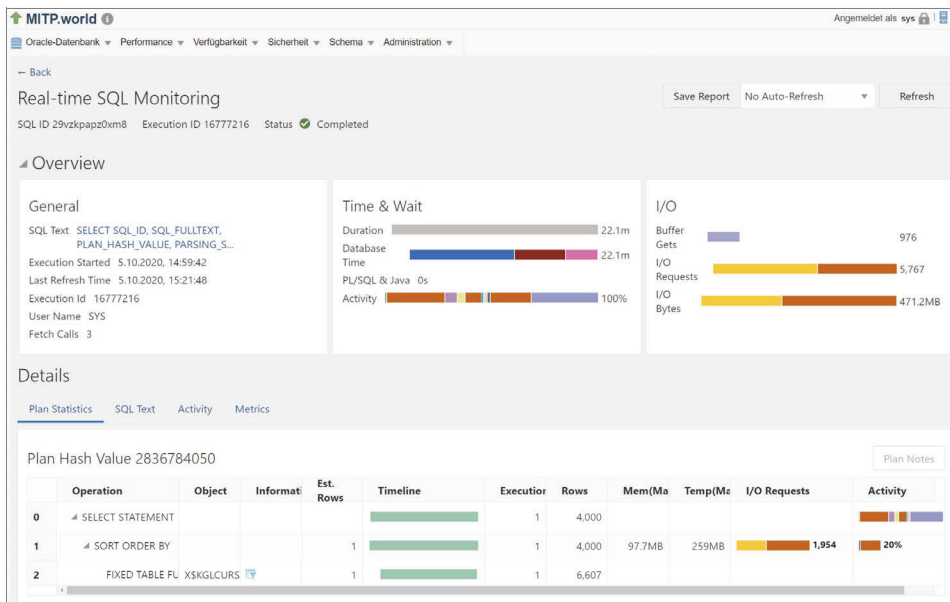 MITP.world
Angemeldet als sys
Oracle-Datenbank Performance Verfügbarkeit Sicherheit Schema Administration
← Back
Real-time SQL Monitoring
Save Report No Auto-Refresh Refresh
SQL ID 29vzkpapz0xm8 Execution ID 16777216 Status Completed
Overview
General
SQL Text SELECT SQL_ID, SQL_FULLTEXT,
PLAN_HASH_VALUE, PARSING_S...
Execution Started 5.10.2020, 14:59:42
Last Refresh Time 5.10.2020, 15:21:48
Execution Id 16777216
User Name SYS
Fetch Calls 3
Time & Wait
Duration 22.1m
Database
Time 22.1m
PL/SQL & Java 0s
Activity 100%
I/O
Buffer
Gets 976
I/O
Requests 5,767
I/O
Bytes 471.2MB
Details
Plan Statistics SQL Text Activity Metrics
Plan Hash Value 2836784050
Plan Notes
Operation Object Informati Est. Rows Timeline Execution Rows Mem(Ma Temp(Ma I/O Requests Activity
0 SELECT STATEMENT 1 4,000
1 SORT ORDER BY 1 1 4,000 97.7MB 259MB 1,954 20%
2 FIXED TABLE FU X$KGLCURS 1 1 6,607